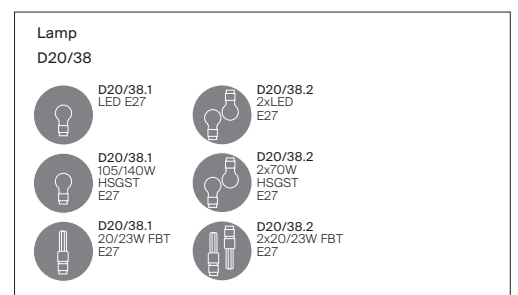 Lamp
D20/38
D20/38.1
LED E27
D20/38.2
2xLED
E27
D20/38.1
105/140W
HSGST
E27
D20/38.2
2x70W
HSGST
E27
D20/38.1
20/23W FBT
E27
D20/38.2
2x20/23W FBT
E27